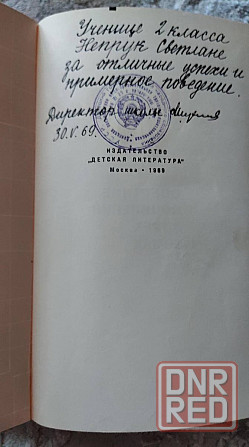 Ученице 2 класса
Непрук Светлане
за отличные успехи и
примерное поведение.
Директор школы
30.V.69.
ИЗДАТЕЛЬСТВО
„ДЕТСКАЯ ЛИТЕРАТУРА"
Москва • 1969
DNR
RED